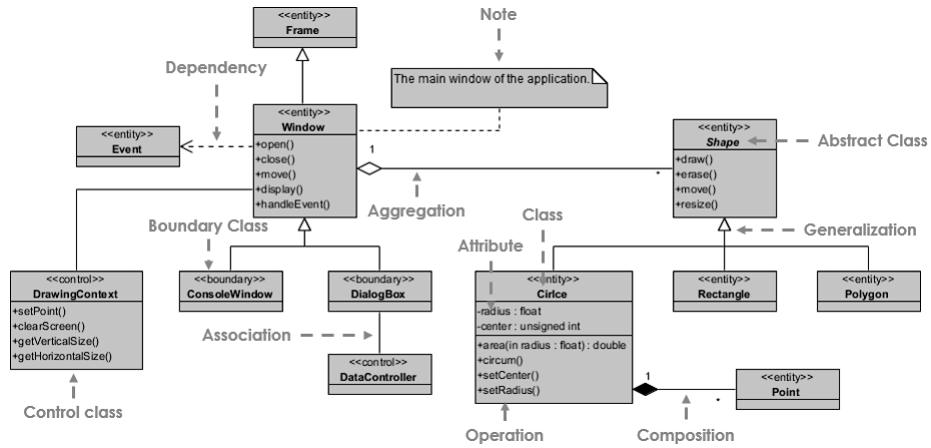 <<entity>>
Frame
Note
Dependency
The main window of the application.
<<entity>>
Window
+open()
+close()
+move()
+display()
+handleEvent()
<<entity>>
Event
1
*
Aggregation
<<entity>>
Shape
+draw()
+erase()
+move()
+resize()
Abstract Class
Generalization
Boundary Class
Class
Attribute
<<control>>
DrawingContext
+setPoint()
+clearScreen()
+getVerticalSize()
+getHorizontalSize()
Control class
<<boundary>>
ConsoleWindow
<<boundary>>
DialogBox
Association
<<control>>
DataController
<<entity>>
Cirlce
-radius : float
-center : unsigned int
+area(in radius : float) : double
+circum()
+setCenter()
+setRadius()
Operation
<<entity>>
Rectangle
<<entity>>
Polygon
1
*
Composition
<<entity>>
Point